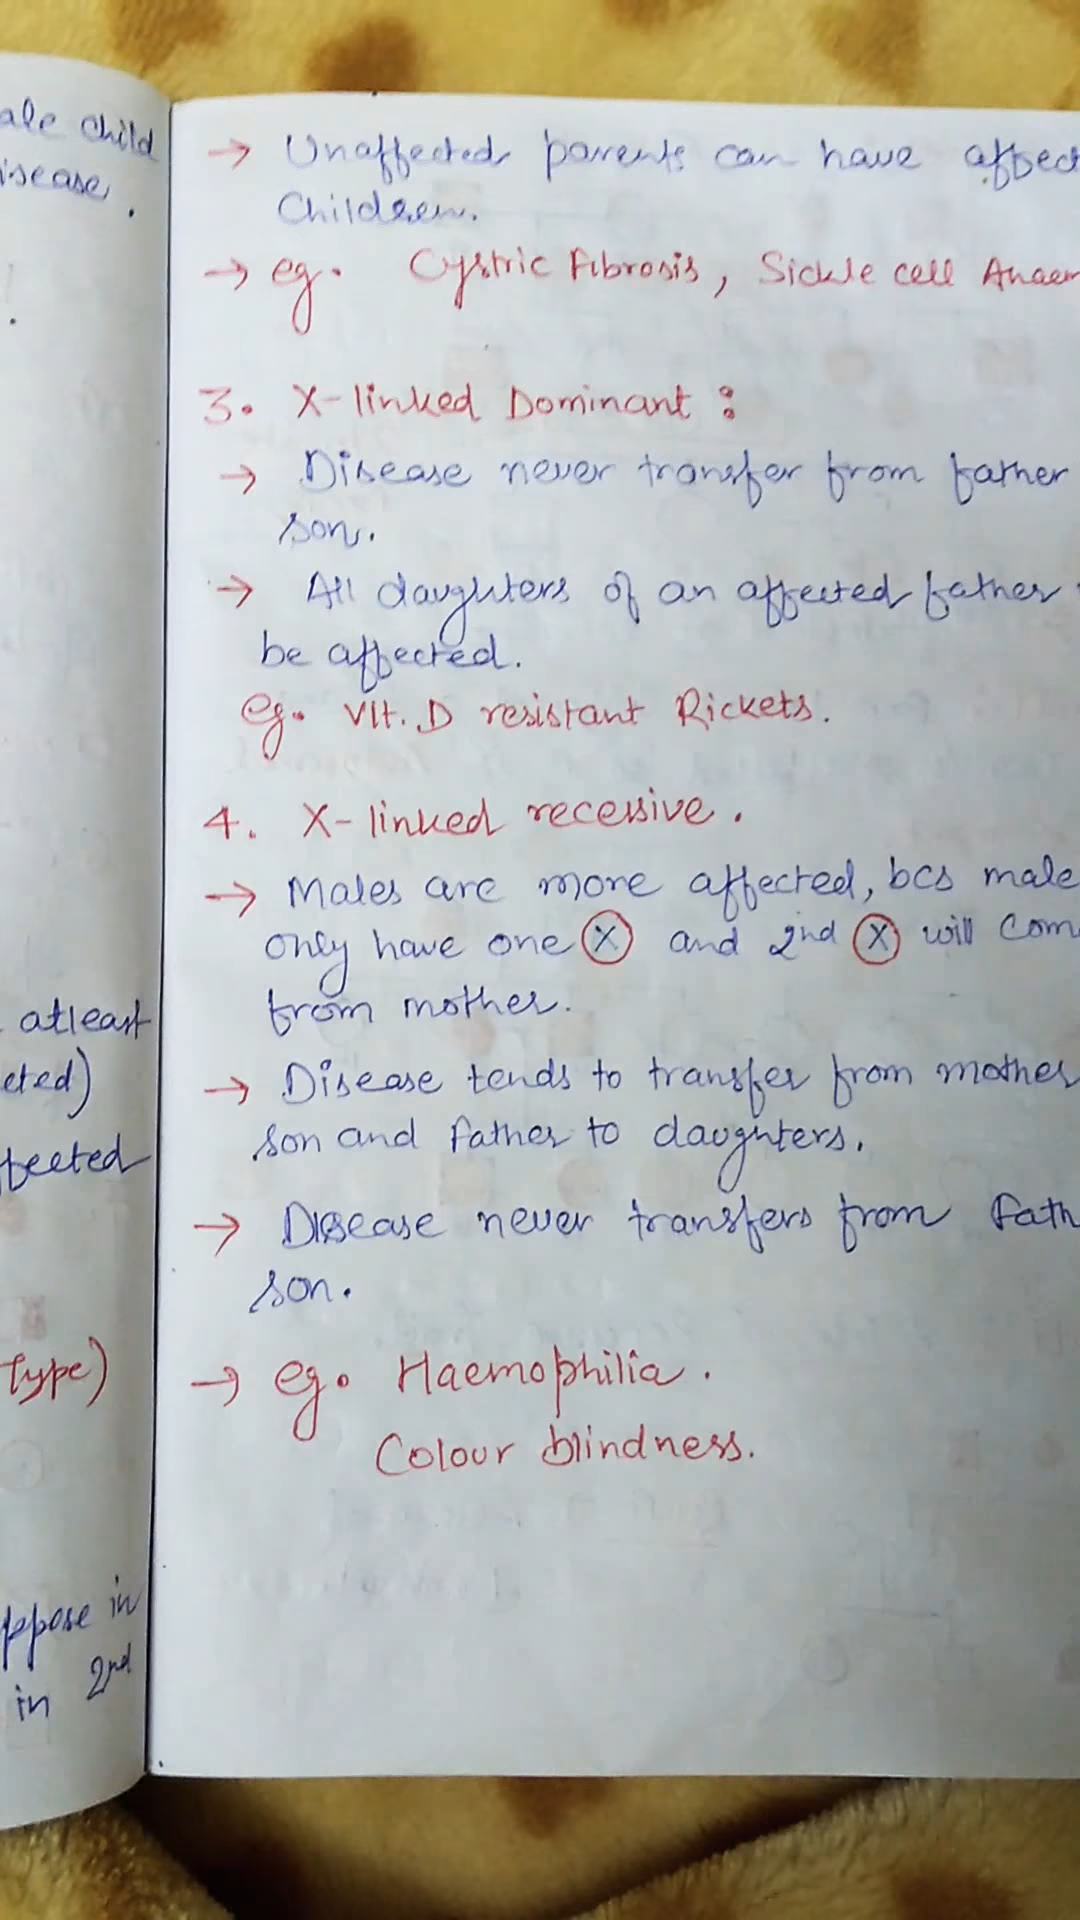 ale child
isease.
→ Unaffected parents can have affect
Children.
→ eg. Cystric Fibrosis, Sickle cell Anaem
3. X-linked Dominant :
→ Disease never transfer from father
son.
→ All daughters of an affected father
be affected.
eg. Vit. D resistant Rickets.
4. X-linked recessive.
→ Males are more affected, bcs male
only have one X and 2nd X will com
from mother.
→ Disease tends to transfer from mother
son and Father to daughters.
→ Disease never transfers from Fath
son.
→ eg. Haemophilia.
Colour blindness.
atleast
eted)
ffected
Type)
ppose in
in 2nd